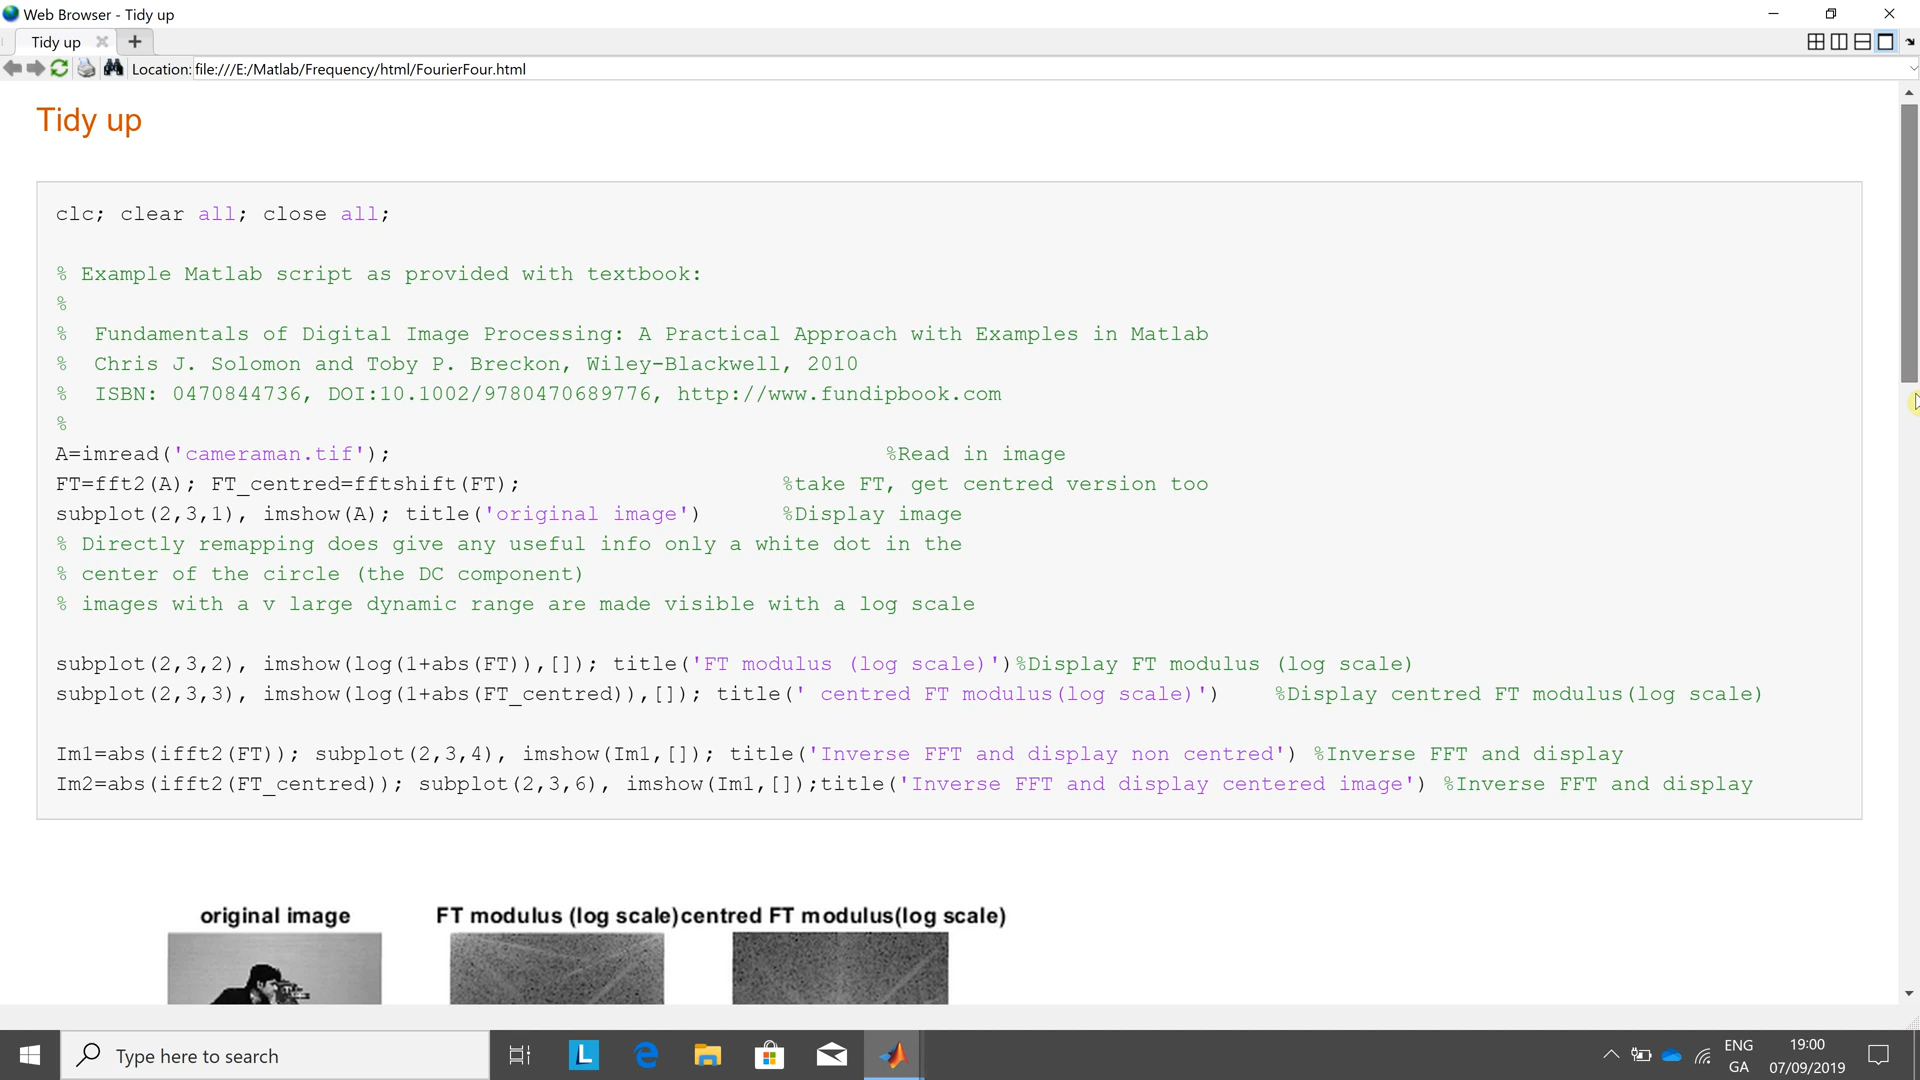 Web Browser - Tidy up
Tidy up
Location: file:///E:/Matlab/Frequency/html/FourierFour.html
Tidy up
clc; clear all; close all;
% Example Matlab script as provided with textbook:
%
%  Fundamentals of Digital Image Processing: A Practical Approach with Examples in Matlab
%  Chris J. Solomon and Toby P. Breckon, Wiley-Blackwell, 2010
%  ISBN: 0470844736, DOI:10.1002/9780470689776, http://www.fundipbook.com
%
A=imread('cameraman.tif'); %Read in image
FT=fft2(A); FT_centred=fftshift(FT); %take FT, get centred version too
subplot(2,3,1), imshow(A); title('original image') %Display image
% Directly remapping does give any useful info only a white dot in the
% center of the circle (the DC component)
% images with a v large dynamic range are made visible with a log scale
subplot(2,3,2), imshow(log(1+abs(FT)),[]); title('FT modulus (log scale)')%Display FT modulus (log scale)
subplot(2,3,3), imshow(log(1+abs(FT_centred)),[]); title(' centred FT modulus(log scale)') %Display centred FT modulus(log scale)
Im1=abs(ifft2(FT)); subplot(2,3,4), imshow(Im1,[]); title('Inverse FFT and display non centred') %Inverse FFT and display
Im2=abs(ifft2(FT_centred)); subplot(2,3,6), imshow(Im1,[]);title('Inverse FFT and display centered image') %Inverse FFT and display
original image FT modulus (log scale) centred FT modulus(log scale)
Type here to search
L
ENG
GA
19:00
07/09/2019